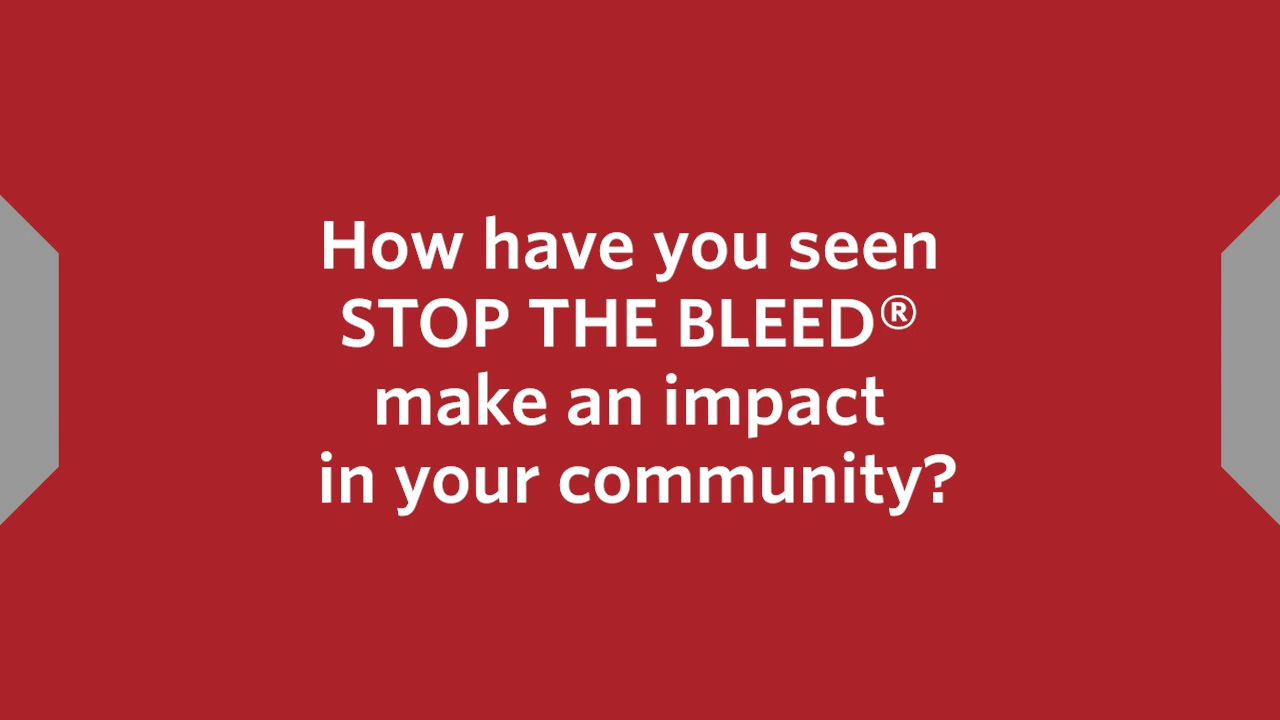 How have you seen
STOP THE BLEED®
make an impact
in your community?